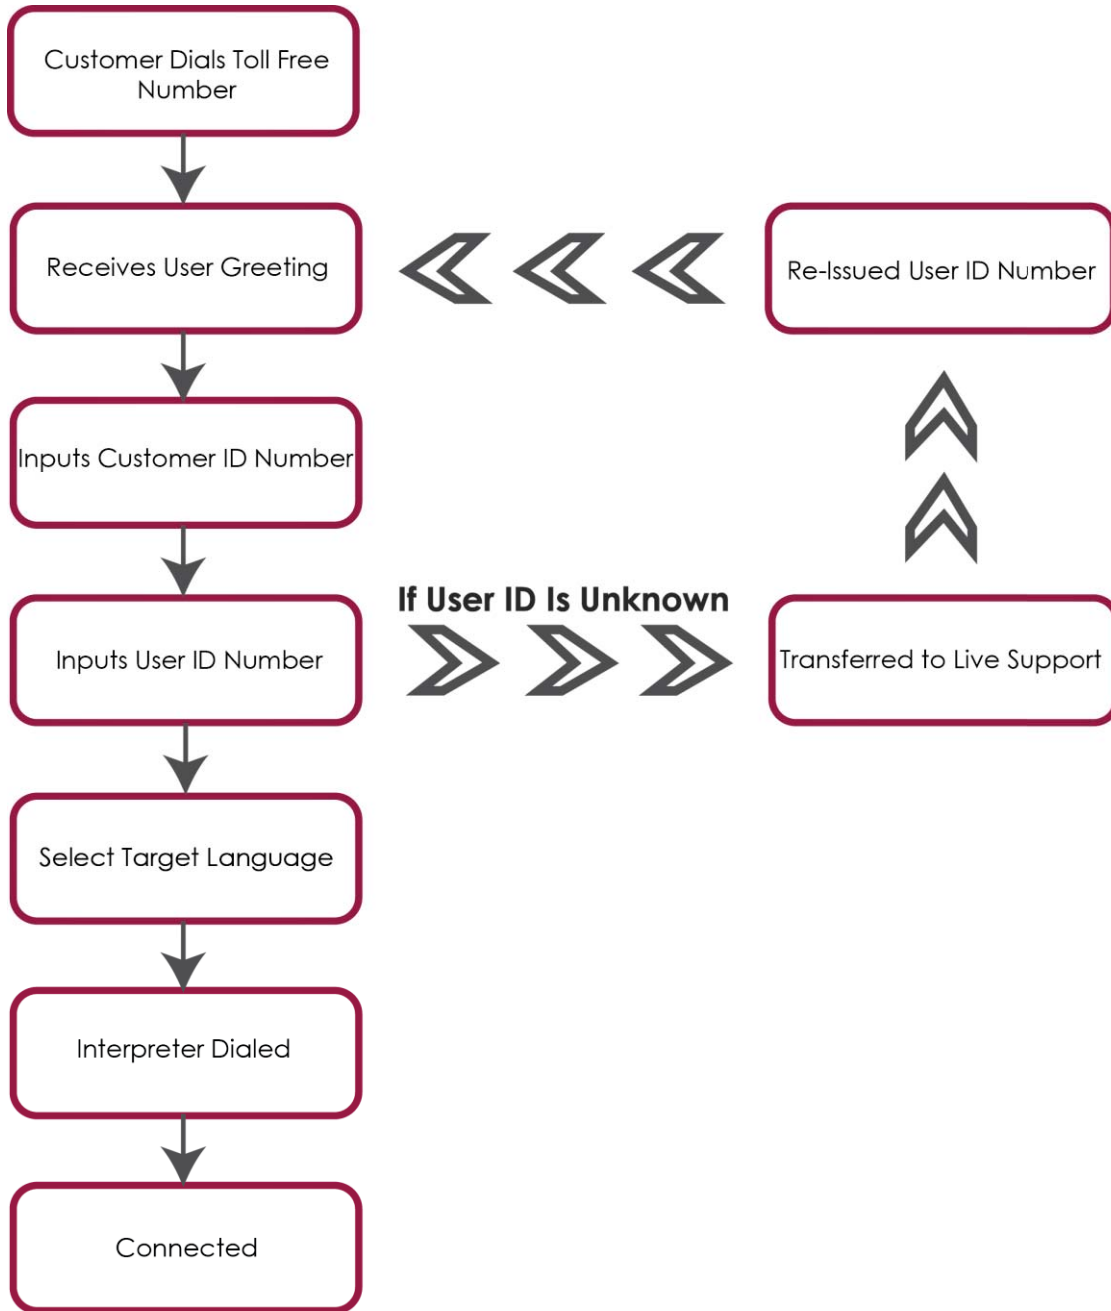 Customer Dials Toll Free
Number
Receives User Greeting
Re-Issued User ID Number
Inputs Customer ID Number
If User ID Is Unknown
Inputs User ID Number
Transferred to Live Support
Select Target Language
Interpreter Dialed
Connected